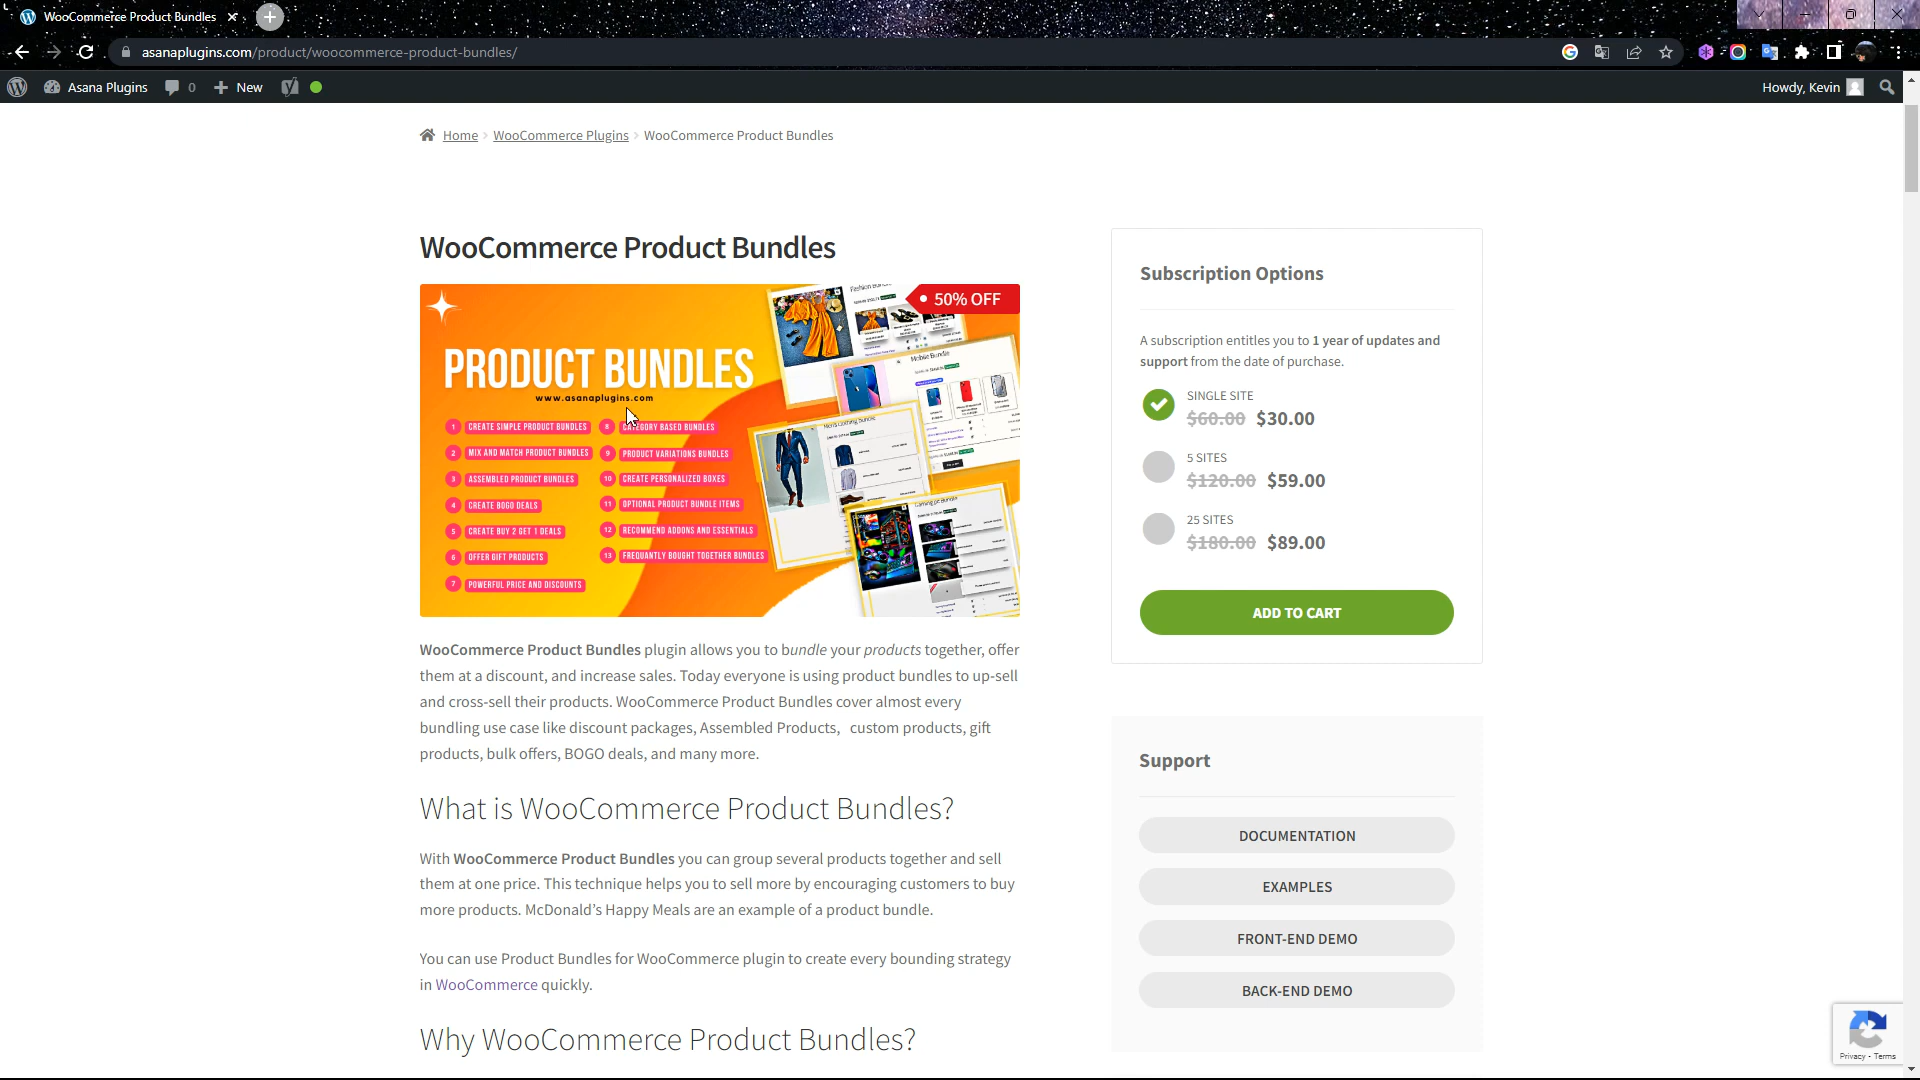 WooCommerce Product Bundles
asanaplugins.com/product/woocommerce-product-bundles/
Asana Plugins 0 New Howdy, Kevin
Home WooCommerce Plugins WooCommerce Product Bundles
WooCommerce Product Bundles
50% OFF
PRODUCT BUNDLES
www.asanaplugins.com
1 CREATE SIMPLE PRODUCT BUNDLES
2 MIX AND MATCH PRODUCT BUNDLES
3 ASSEMBLED PRODUCT BUNDLES
4 CREATE BOGO DEALS
5 CREATE BUY 2 GET 1 DEALS
6 OFFER GIFT PRODUCTS
7 POWERFUL PRICE AND DISCOUNTS
8 CATEGORY BASED BUNDLES
9 PRODUCT VARIATIONS BUNDLES
10 CREATE PERSONALIZED BOXES
11 OPTIONAL PRODUCT BUNDLE ITEMS
12 RECOMMEND ADDONS AND ESSENTIALS
13 FREQUANTLY BOUGHT TOGETHER BUNDLES
Mobile Bundle
Men's Clothing Bundle
WooCommerce Product Bundles plugin allows you to bundle your products together, offer
them at a discount, and increase sales. Today everyone is using product bundles to up-sell
and cross-sell their products. WooCommerce Product Bundles cover almost every
bundling use case like discount packages, Assembled Products, custom products, gift
products, bulk offers, BOGO deals, and many more.
What is WooCommerce Product Bundles?
With WooCommerce Product Bundles you can group several products together and sell
them at one price. This technique helps you to sell more by encouraging customers to buy
more products. McDonald's Happy Meals are an example of a product bundle.
You can use Product Bundles for WooCommerce plugin to create every bounding strategy
in WooCommerce quickly.
Why WooCommerce Product Bundles?
Subscription Options
A subscription entitles you to 1 year of updates and
support from the date of purchase.
SINGLE SITE
$60.00 $30.00
5 SITES
$120.00 $59.00
25 SITES
$180.00 $89.00
ADD TO CART
Support
DOCUMENTATION
EXAMPLES
FRONT-END DEMO
BACK-END DEMO
Privacy - Terms